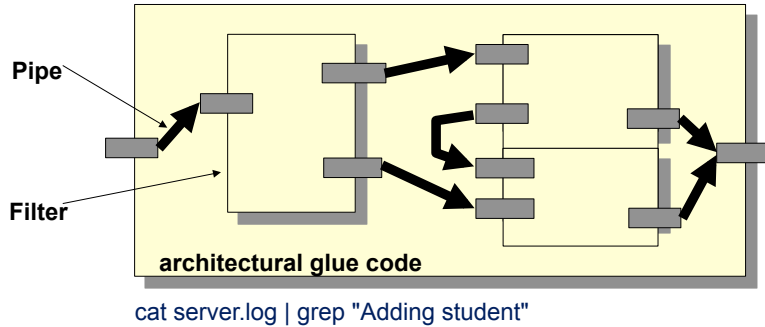 Pipe
Filter
architectural glue code
cat server.log | grep "Adding student"